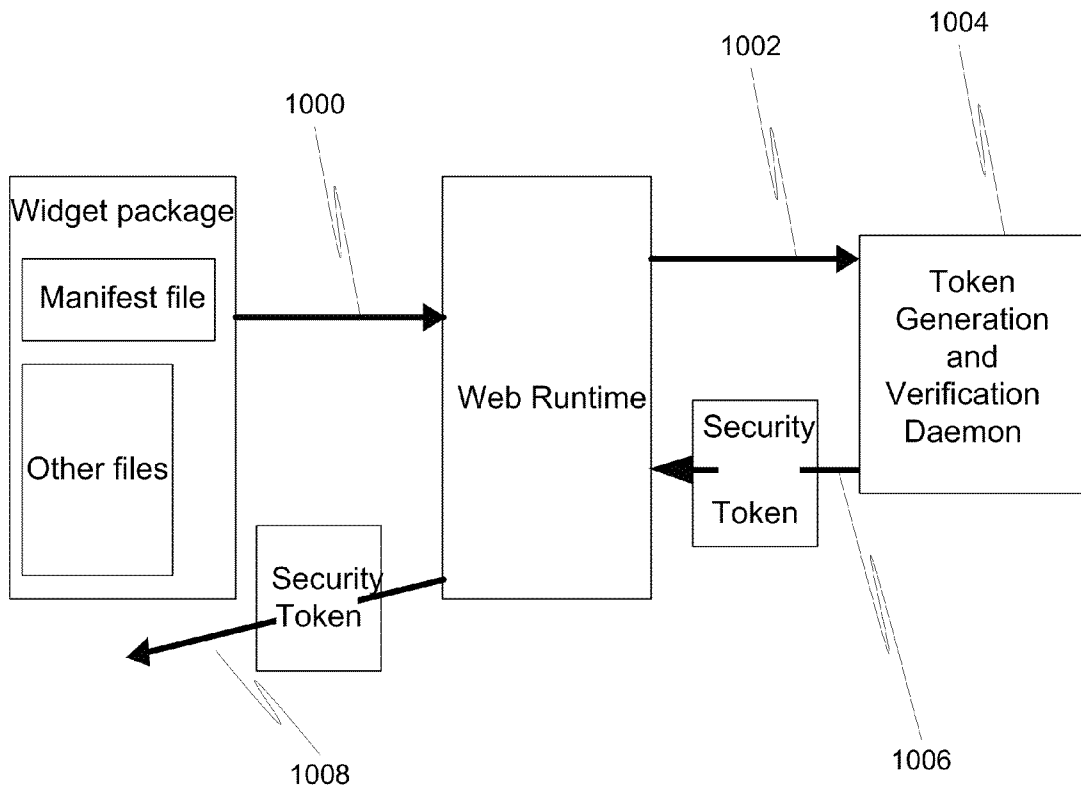 1004
1002
1000
Widget package
Manifest file
Other files
Web Runtime
Token
Generation
and
Verification
Daemon
Security
Token
Security
Token
1006
1008